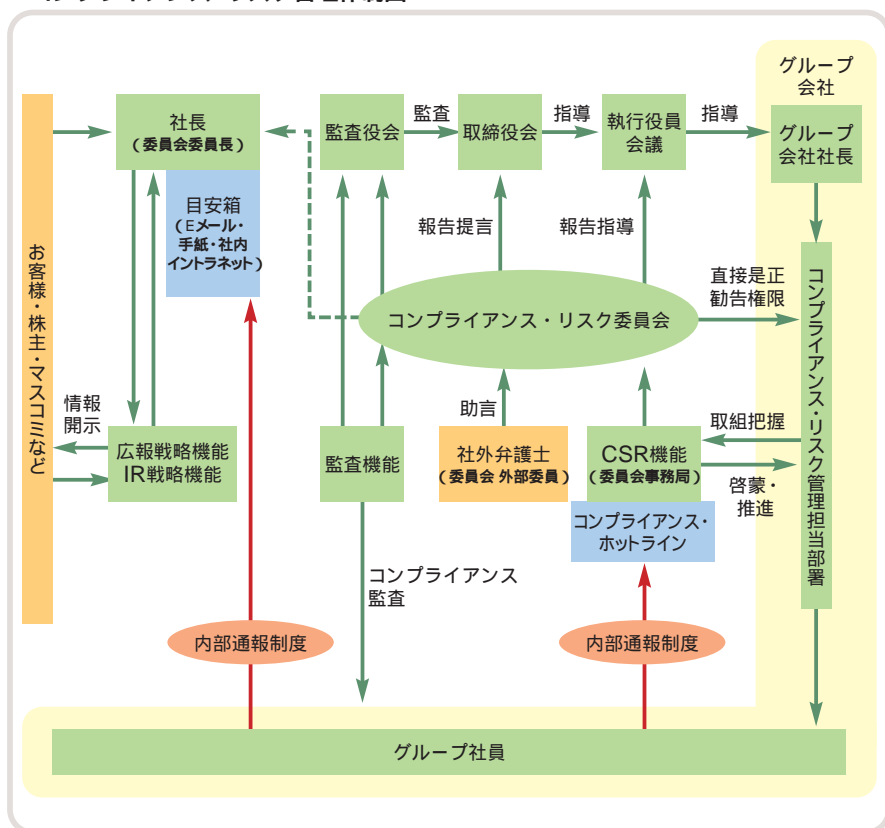 グループ
会社
社長
(委員会委員長)
監査役会
監査
取締役会
指導
執行役員
会議
指導
グループ
会社社長
目安箱
(Eメール・
手紙・社内
イントラネット)
報告提言
報告指導
お客様・株主・マスコミなど
コンプライアンス・リスク委員会
直接是正
勧告権限
コンプライアンス・リスク管理担当部署
情報
開示
助言
取組把握
広報戦略機能
IR戦略機能
監査機能
社外弁護士
(委員会 外部委員)
CSR機能
(委員会事務局)
啓蒙・
推進
コンプライアンス・
ホットライン
コンプライアンス
監査
内部通報制度
内部通報制度
グループ社員